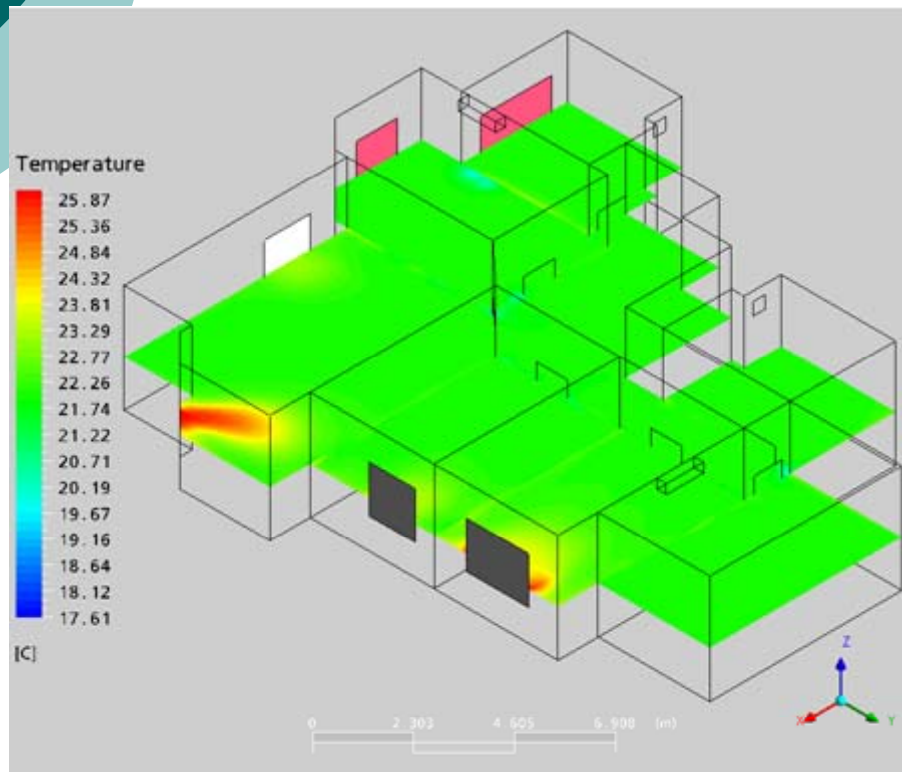 Temperature
25.87
25.36
24.84
24.32
23.81
23.29
22.77
22.26
21.74
21.22
20.71
20.19
19.67
19.16
18.64
18.12
17.61
[C]
Z
X
Y
0 2.303 4.605 6.908 (m)